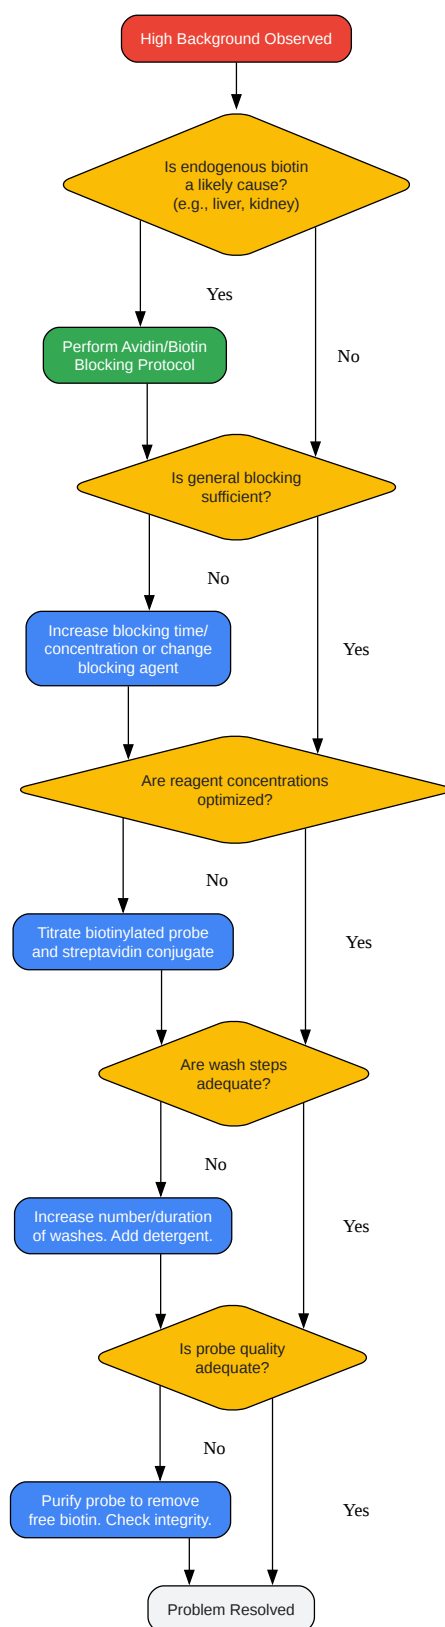 High Background Observed
Is endogenous biotin
a likely cause?
(e.g., liver, kidney)
Yes
Perform Avidin/Biotin
Blocking Protocol
No
Is general blocking
sufficient?
No
Increase blocking time/
concentration or change
blocking agent
Yes
Are reagent concentrations
optimized?
No
Titrate biotinylated probe
and streptavidin conjugate
Yes
Are wash steps
adequate?
No
Increase number/duration
of washes. Add detergent.
Yes
Is probe quality
adequate?
No
Purify probe to remove
free biotin. Check integrity.
Yes
Problem Resolved